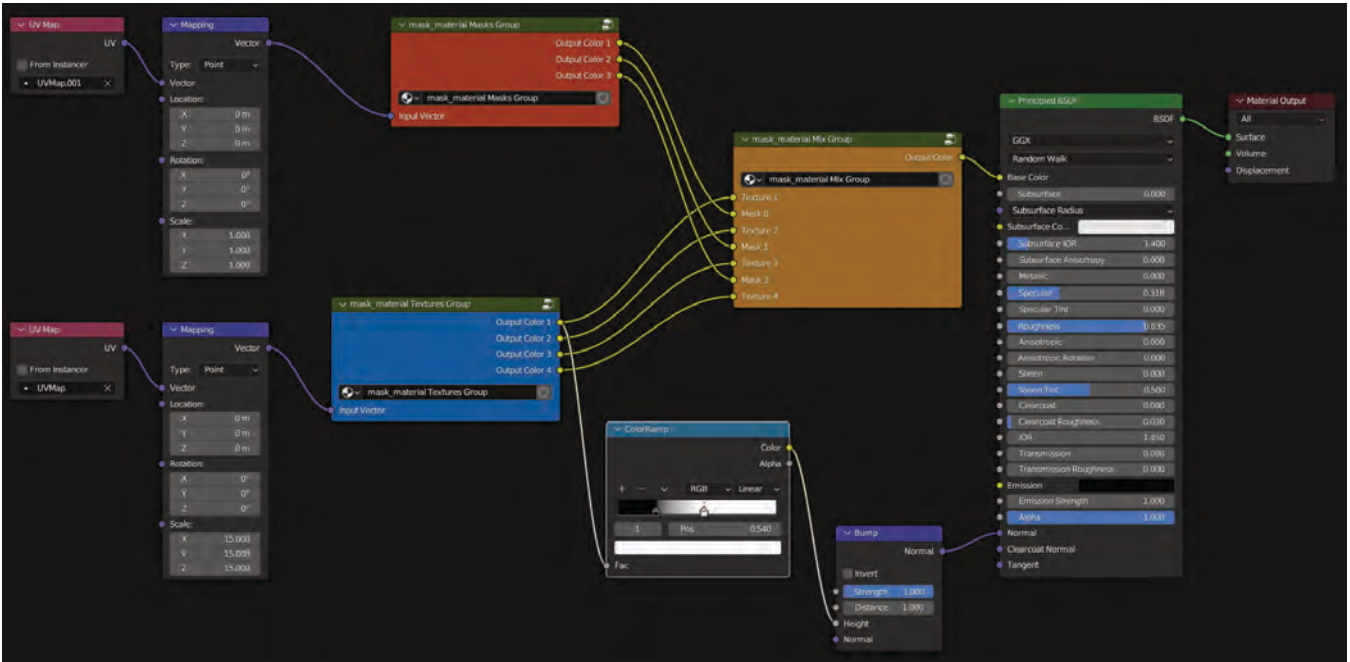 UV Map
UV
From Instancer
UVMap.001
Mapping
Vector
Type: Point
Vector
Location:
X 0 m
Y 0 m
Z 0 m
Rotation:
X 0°
Y 0°
Z 0°
Scale:
X 1.000
Y 1.000
Z 1.000
mask_material Masks Group
Output Color 1
Output Color 2
Output Color 3
mask_material Masks Group
Input Vector
UV Map
UV
From Instancer
UVMap
Mapping
Vector
Type: Point
Vector
Location:
X 0 m
Y 0 m
Z 0 m
Rotation:
X 0°
Y 0°
Z 0°
Scale:
X 15.000
Y 15.000
Z 15.000
mask_material Textures Group
Output Color 1
Output Color 2
Output Color 3
Output Color 4
mask_material Textures Group
Input Vector
mask_material Mix Group
Output Color
mask_material Mix Group
Texture 1
Mask 0
Texture 2
Mask 1
Texture 3
Mask 2
Texture 4
ColorRamp
Color
Alpha
RGB Linear
1 Pos 0.540
Fac
Bump
Normal
Invert
Strength 1.000
Distance 1.000
Height
Normal
Principled BSDF
BSDF
GGX
Random Walk
Base Color
Subsurface 0.000
Subsurface Radius
Subsurface Co...
Subsurface IOR 1.400
Subsurface Anisotropy 0.000
Metallic 0.000
Specular 0.318
Specular Tint 0.000
Roughness 0.835
Anisotropic 0.000
Anisotropic Rotation 0.000
Sheen 0.000
Sheen Tint 0.500
Clearcoat 0.000
Clearcoat Roughness 0.030
IOR 1.450
Transmission 0.000
Transmission Roughness 0.000
Emission
Emission Strength 1.000
Alpha 1.000
Normal
Clearcoat Normal
Tangent
Material Output
All
Surface
Volume
Displacement